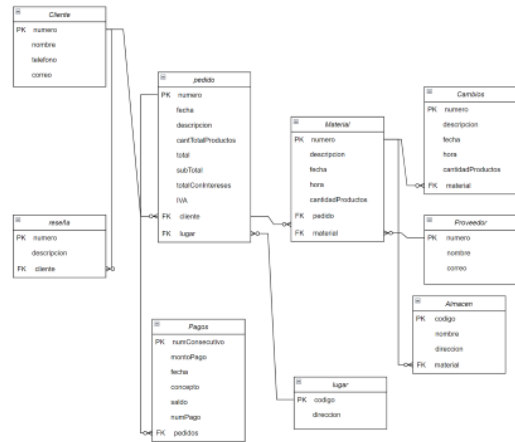 Cliente
PK numero
nombre
telefono
correo
pedido
PK numero
fecha
descripcion
cantTotalProductos
total
subTotal
totalConIntereses
IVA
FK cliente
FK lugar
Material
PK numero
descripcion
fecha
hora
cantidadProductos
FK pedido
FK material
Cambios
PK numero
descripcion
fecha
hora
cantidadProductos
FK material
reseña
PK numero
descripcion
FK cliente
Proveedor
PK numero
nombre
correo
Almacen
PK codigo
nombre
direccion
FK material
Pagos
PK numConsecutivo
montoPago
fecha
concepto
saldo
numPago
FK pedidos
lugar
PK codigo
direccion